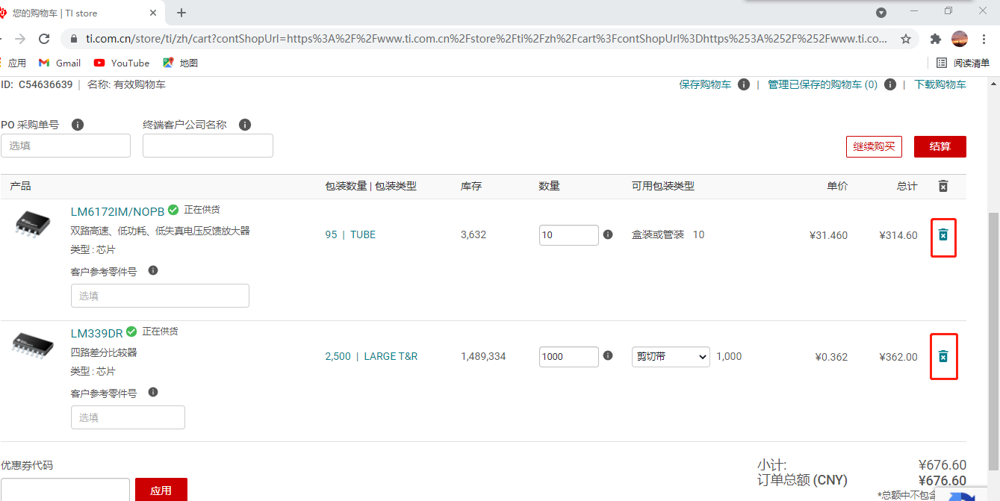 您的购物车 | TI store
ti.com.cn/store/ti/zh/cart?contShopUrl=https%3A%2F%2Fwww.ti.com.cn%2Fstore%2Fti%2Fzh%2Fcart%3FcontShopUrl%3Dhttps%253A%252F%252Fwww.ti.co...
应用 Gmail YouTube 地图 阅读清单
ID: C54636639 | 名称: 有效购物车 保存购物车 | 管理已保存的购物车 (0) | 下载购物车
PO 采购单号 终端客户公司名称
选填
继续购买 结算
产品 包装数量 | 包装类型 库存 数量 可用包装类型 单价 总计
LM6172IM/NOPB 正在供货
双路高速、低功耗、低失真电压反馈放大器
95 | TUBE 3,632 10 盒装或管装 10 ¥31.460 ¥314.60
类型 : 芯片
客户参考零件号
选填
LM339DR 正在供货
四路差分比较器
2,500 | LARGE T&R 1,489,334 1000 剪切带 1,000 ¥0.362 ¥362.00
类型 : 芯片
客户参考零件号
选填
优惠券代码
小计: ¥676.60
订单总额 (CNY) ¥676.60
应用
*总额中不包含